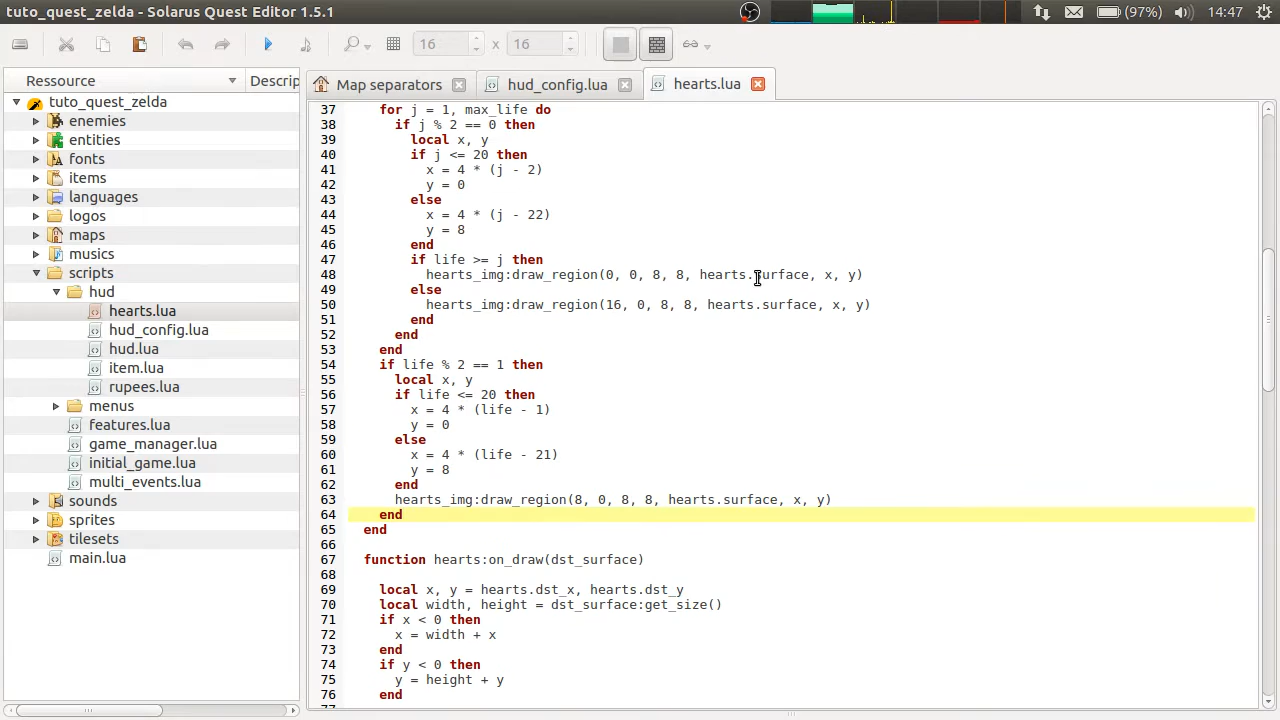 tuto_quest_zelda - Solarus Quest Editor 1.5.1
(97%)
14:47
16 x 16
Ressource
Descrip
Map separators
hud_config.lua
hearts.lua
tuto_quest_zelda
enemies
entities
fonts
items
languages
logos
maps
musics
scripts
hud
hearts.lua
hud_config.lua
hud.lua
item.lua
rupees.lua
menus
features.lua
game_manager.lua
initial_game.lua
multi_events.lua
sounds
sprites
tilesets
main.lua
37 for j = 1, max_life do
38 if j % 2 == 0 then
39 local x, y
40 if j <= 20 then
41 x = 4 * (j - 2)
42 y = 0
43 else
44 x = 4 * (j - 22)
45 y = 8
46 end
47 if life >= j then
48 hearts_img:draw_region(0, 0, 8, 8, hearts.surface, x, y)
49 else
50 hearts_img:draw_region(16, 0, 8, 8, hearts.surface, x, y)
51 end
52 end
53 end
54 if life % 2 == 1 then
55 local x, y
56 if life <= 20 then
57 x = 4 * (life - 1)
58 y = 0
59 else
60 x = 4 * (life - 21)
61 y = 8
62 end
63 hearts_img:draw_region(8, 0, 8, 8, hearts.surface, x, y)
64 end
65 end
66
67 function hearts:on_draw(dst_surface)
68
69 local x, y = hearts.dst_x, hearts.dst_y
70 local width, height = dst_surface:get_size()
71 if x < 0 then
72 x = width + x
73 end
74 if y < 0 then
75 y = height + y
76 end